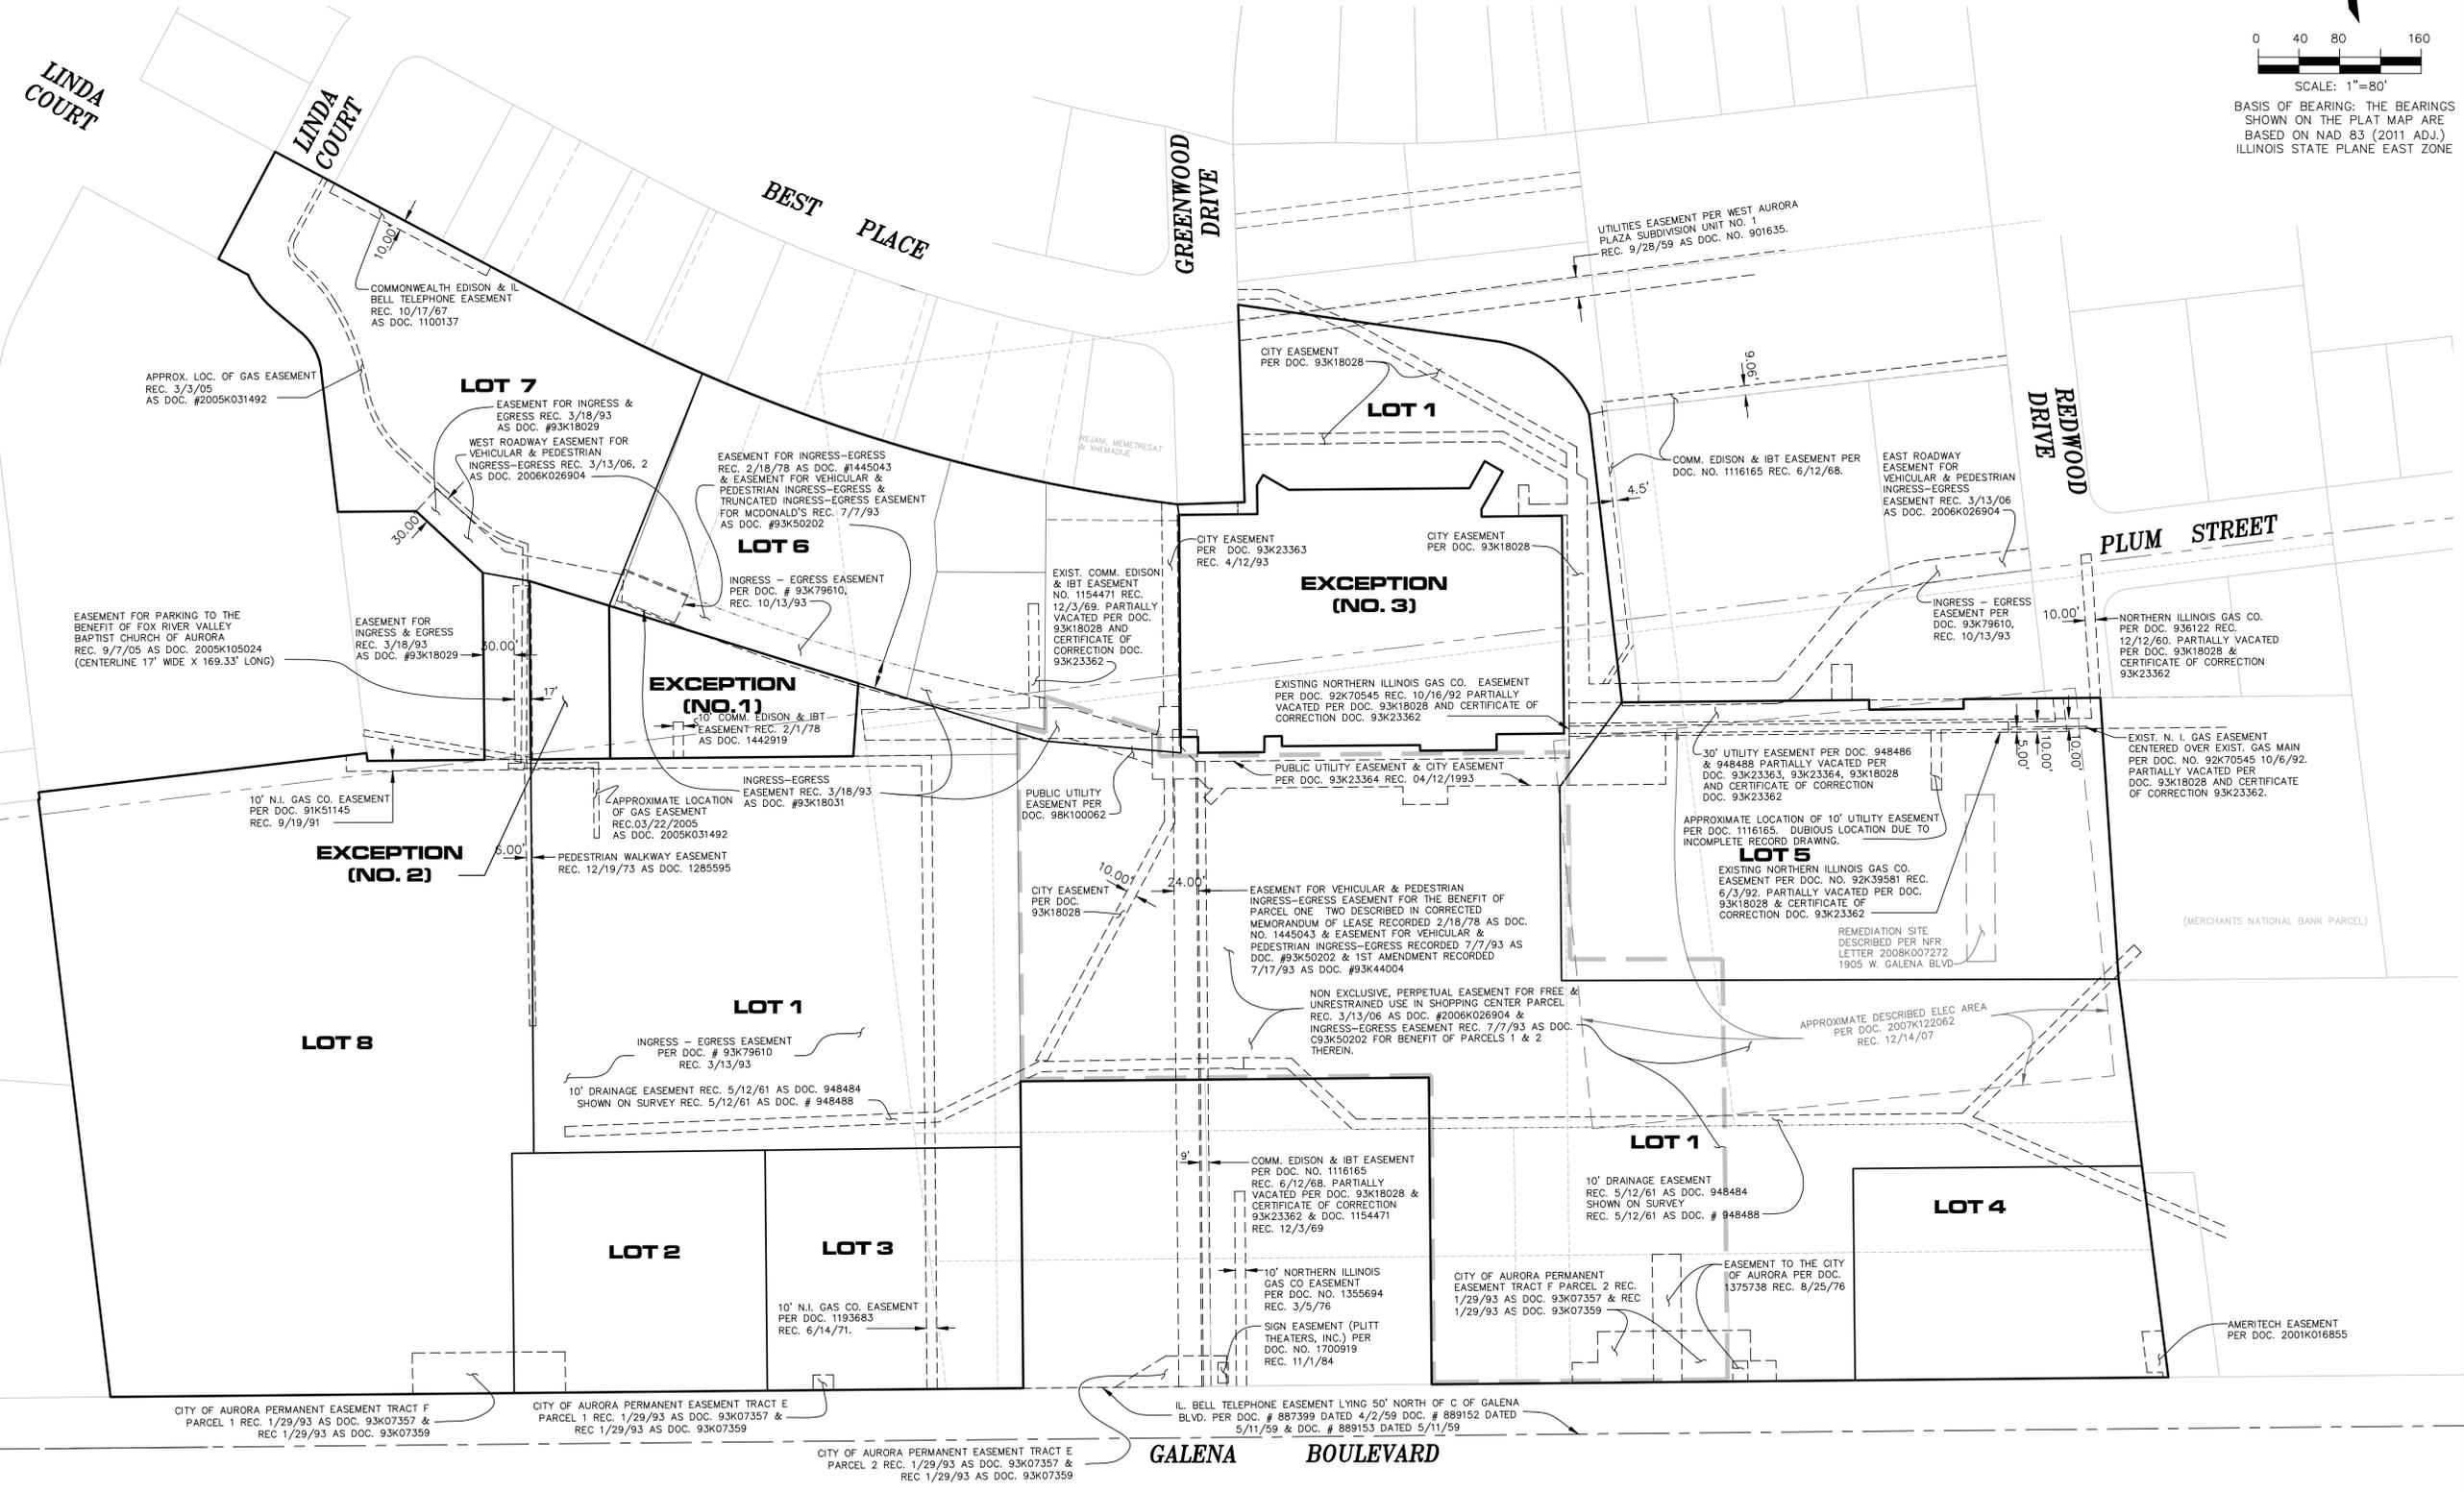 LINDA
COURT
LINDA
COURT
BEST PLACE
GREENWOOD
DRIVE
0 40 80 160
SCALE: 1"=80'
BASIS OF BEARING: THE BEARINGS
SHOWN ON THE PLAT MAP ARE
BASED ON NAD 83 (2011 ADJ.)
ILLINOIS STATE PLANE EAST ZONE
UTILITIES EASEMENT PER WEST AURORA
PLAZA SUBDIVISION UNIT NO. 1
REC. 9/28/59 AS DOC. NO. 901635.
10.00'
COMMONWEALTH EDISON & IL
BELL TELEPHONE EASEMENT
REC. 10/17/67
AS DOC. 1100137
APPROX. LOC. OF GAS EASEMENT
REC. 3/3/05
AS DOC. #2005K031492
LOT 7
EASEMENT FOR INGRESS &
EGRESS REC. 3/18/93
AS DOC. #93K18029
WEST ROADWAY EASEMENT FOR
VEHICULAR & PEDESTRIAN
INGRESS-EGRESS REC. 3/13/06, 2
AS DOC. 2006K026904
30.00'
EASEMENT FOR INGRESS-EGRESS
REC. 2/18/78 AS DOC. #1445043
& EASEMENT FOR VEHICULAR &
PEDESTRIAN INGRESS-EGRESS &
TRUNCATED INGRESS-EGRESS EASEMENT
FOR MCDONALD'S REC. 7/7/93
AS DOC. #93K50202
LOT 6
INGRESS - EGRESS EASEMENT
PER DOC. # 93K79610,
REC. 10/13/93
REJANI, MEMETRESAT
& XHEMADIJE
CITY EASEMENT
PER DOC. 93K18028
LOT 1
9.06'
COMM. EDISON & IBT EASEMENT PER
DOC. NO. 1116165 REC. 6/12/68.
4.5'
EAST ROADWAY
EASEMENT FOR
VEHICULAR & PEDESTRIAN
INGRESS-EGRESS
EASEMENT REC. 3/13/06
AS DOC. 2006K026904
REDWOOD
DRIVE
PLUM STREET
CITY EASEMENT
PER DOC. 93K23363
REC. 4/12/93
CITY EASEMENT
PER DOC. 93K18028
EXCEPTION
(NO. 3)
EXIST. COMM. EDISON
& IBT EASEMENT
NO. 1154471 REC.
12/3/69. PARTIALLY
VACATED PER DOC.
93K18028 AND
CERTIFICATE OF
CORRECTION DOC.
93K23362
EXISTING NORTHERN ILLINOIS GAS CO. EASEMENT
PER DOC. 92K70545 REC. 10/16/92 PARTIALLY
VACATED PER DOC. 93K18028 AND CERTIFICATE OF
CORRECTION DOC. 93K23362
INGRESS - EGRESS
EASEMENT PER
DOC. 93K79610,
REC. 10/13/93
10.00'
NORTHERN ILLINOIS GAS CO.
PER DOC. 936122 REC.
12/12/60. PARTIALLY VACATED
PER DOC. 93K18028 &
CERTIFICATE OF CORRECTION
93K23362
EASEMENT FOR PARKING TO THE
BENEFIT OF FOX RIVER VALLEY
BAPTIST CHURCH OF AURORA
REC. 9/7/05 AS DOC. 2005K105024
(CENTERLINE 17' WIDE X 169.33' LONG)
EASEMENT FOR
INGRESS & EGRESS
REC. 3/18/93
AS DOC. #93K18029
30.00'
17'
EXCEPTION
(NO.1)
10' COMM. EDISON & IBT
EASEMENT REC. 2/1/78
AS DOC. 1442919
INGRESS-EGRESS
EASEMENT REC. 3/18/93
AS DOC. #93K18031
APPROXIMATE LOCATION
OF GAS EASEMENT
REC.03/22/2005
AS DOC. 2005K031492
10' N.I. GAS CO. EASEMENT
PER DOC. 91K51145
REC. 9/19/91
EXCEPTION
(NO. 2)
6.00'
PEDESTRIAN WALKWAY EASEMENT
REC. 12/19/73 AS DOC. 1285595
PUBLIC UTILITY
EASEMENT PER
DOC. 98K100062
PUBLIC UTILITY EASEMENT & CITY EASEMENT
PER DOC. 93K23364 REC. 04/12/1993
30' UTILITY EASEMENT PER DOC. 948486
& 948488 PARTIALLY VACATED PER
DOC. 93K23363, 93K23364, 93K18028
AND CERTIFICATE OF CORRECTION
DOC. 93K23362
5.00'
10.00'
10.00'
EXIST. N. I. GAS EASEMENT
CENTERED OVER EXIST. GAS MAIN
PER DOC. NO. 92K70545 10/6/92.
PARTIALLY VACATED PER
DOC. 93K18028 AND CERTIFICATE
OF CORRECTION 93K23362.
APPROXIMATE LOCATION OF 10' UTILITY EASEMENT
PER DOC. 1116165. DUBIOUS LOCATION DUE TO
INCOMPLETE RECORD DRAWING.
LOT 5
EXISTING NORTHERN ILLINOIS GAS CO.
EASEMENT PER DOC. NO. 92K39581 REC.
6/3/92. PARTIALLY VACATED PER DOC.
93K18028 & CERTIFICATE OF
CORRECTION DOC. 93K23362
REMEDIATION SITE
DESCRIBED PER NFR
LETTER 2008K007272
1905 W. GALENA BLVD
(MERCHANTS NATIONAL BANK PARCEL)
10.001'
24.00'
CITY EASEMENT
PER DOC.
93K18028
EASEMENT FOR VEHICULAR & PEDESTRIAN
INGRESS-EGRESS EASEMENT FOR THE BENEFIT OF
PARCEL ONE TWO DESCRIBED IN CORRECTED
MEMORANDUM OF LEASE RECORDED 2/18/78 AS DOC.
NO. 1445043 & EASEMENT FOR VEHICULAR &
PEDESTRIAN INGRESS-EGRESS RECORDED 7/7/93 AS
DOC. #93K50202 & 1ST AMENDMENT RECORDED
7/17/93 AS DOC. #93K44004
NON EXCLUSIVE, PERPETUAL EASEMENT FOR FREE &
UNRESTRAINED USE IN SHOPPING CENTER PARCEL
REC. 3/13/06 AS DOC. #2006K026904 &
INGRESS-EGRESS EASEMENT REC. 7/7/93 AS DOC.
C93K50202 FOR BENEFIT OF PARCELS 1 & 2
THEREIN.
APPROXIMATE DESCRIBED ELEC AREA
PER DOC. 2007K122062
REC. 12/14/07
LOT 8
LOT 1
INGRESS - EGRESS EASEMENT
PER DOC. # 93K79610
REC. 3/13/93
10' DRAINAGE EASEMENT REC. 5/12/61 AS DOC. 948484
SHOWN ON SURVEY REC. 5/12/61 AS DOC. # 948488
LOT 1
10' DRAINAGE EASEMENT
REC. 5/12/61 AS DOC. 948484
SHOWN ON SURVEY
REC. 5/12/61 AS DOC. # 948488
9'
COMM. EDISON & IBT EASEMENT
PER DOC. NO. 1116165
REC. 6/12/68. PARTIALLY
VACATED PER DOC. 93K18028 &
CERTIFICATE OF CORRECTION
93K23362 & DOC. 1154471
REC. 12/3/69
LOT 4
LOT 2
LOT 3
10' N.I. GAS CO. EASEMENT
PER DOC. 1193683
REC. 6/14/71.
10' NORTHERN ILLINOIS
GAS CO EASEMENT
PER DOC. NO. 1355694
REC. 3/5/76
SIGN EASEMENT (PLITT
THEATERS, INC.) PER
DOC. NO. 1700919
REC. 11/1/84
CITY OF AURORA PERMANENT
EASEMENT TRACT F PARCEL 2 REC.
1/29/93 AS DOC. 93K07357 & REC
1/29/93 AS DOC. 93K07359
EASEMENT TO THE CITY
OF AURORA PER DOC.
1375738 REC. 8/25/76
AMERITECH EASEMENT
PER DOC. 2001K016855
CITY OF AURORA PERMANENT EASEMENT TRACT F
PARCEL 1 REC. 1/29/93 AS DOC. 93K07357 &
REC 1/29/93 AS DOC. 93K07359
CITY OF AURORA PERMANENT EASEMENT TRACT E
PARCEL 1 REC. 1/29/93 AS DOC. 93K07357 &
REC 1/29/93 AS DOC. 93K07359
IL. BELL TELEPHONE EASEMENT LYING 50' NORTH OF C OF GALENA
BLVD. PER DOC. # 887399 DATED 4/2/59 DOC. # 889152 DATED
5/11/59 & DOC. # 889153 DATED 5/11/59
CITY OF AURORA PERMANENT EASEMENT TRACT E
PARCEL 2 REC. 1/29/93 AS DOC. 93K07357 &
REC 1/29/93 AS DOC. 93K07359
GALENA BOULEVARD